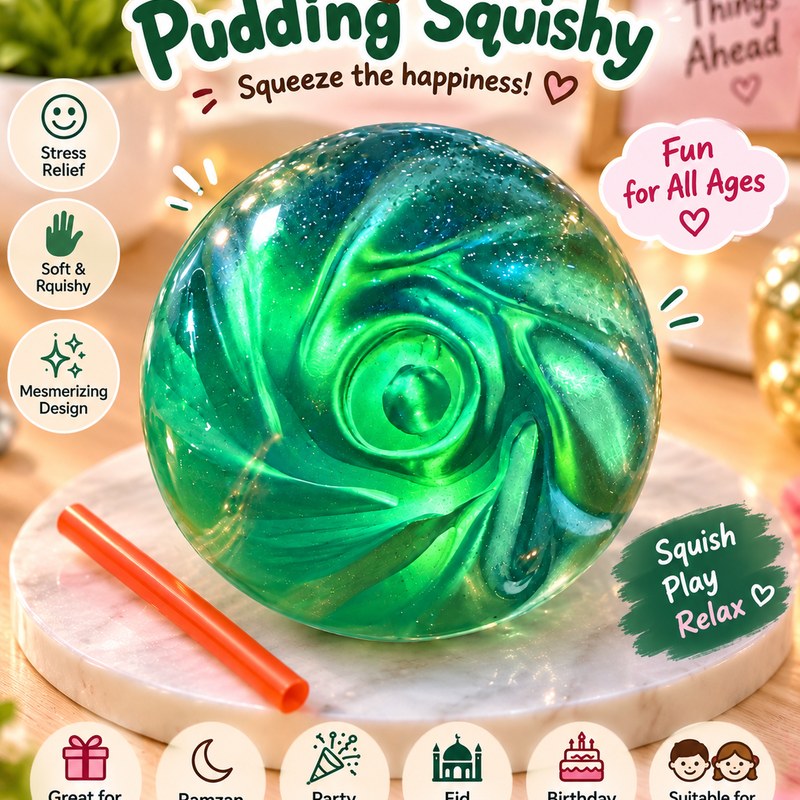 Pudding Squishy
Squeeze the happiness!
Things
Ahead
Stress
Relief
Fun
for All Ages
Soft &
Rquishy
Mesmerizing
Design
Squish
Play
Relax
Great for
Ramzan
Party
Eid
Birthday
Suitable for